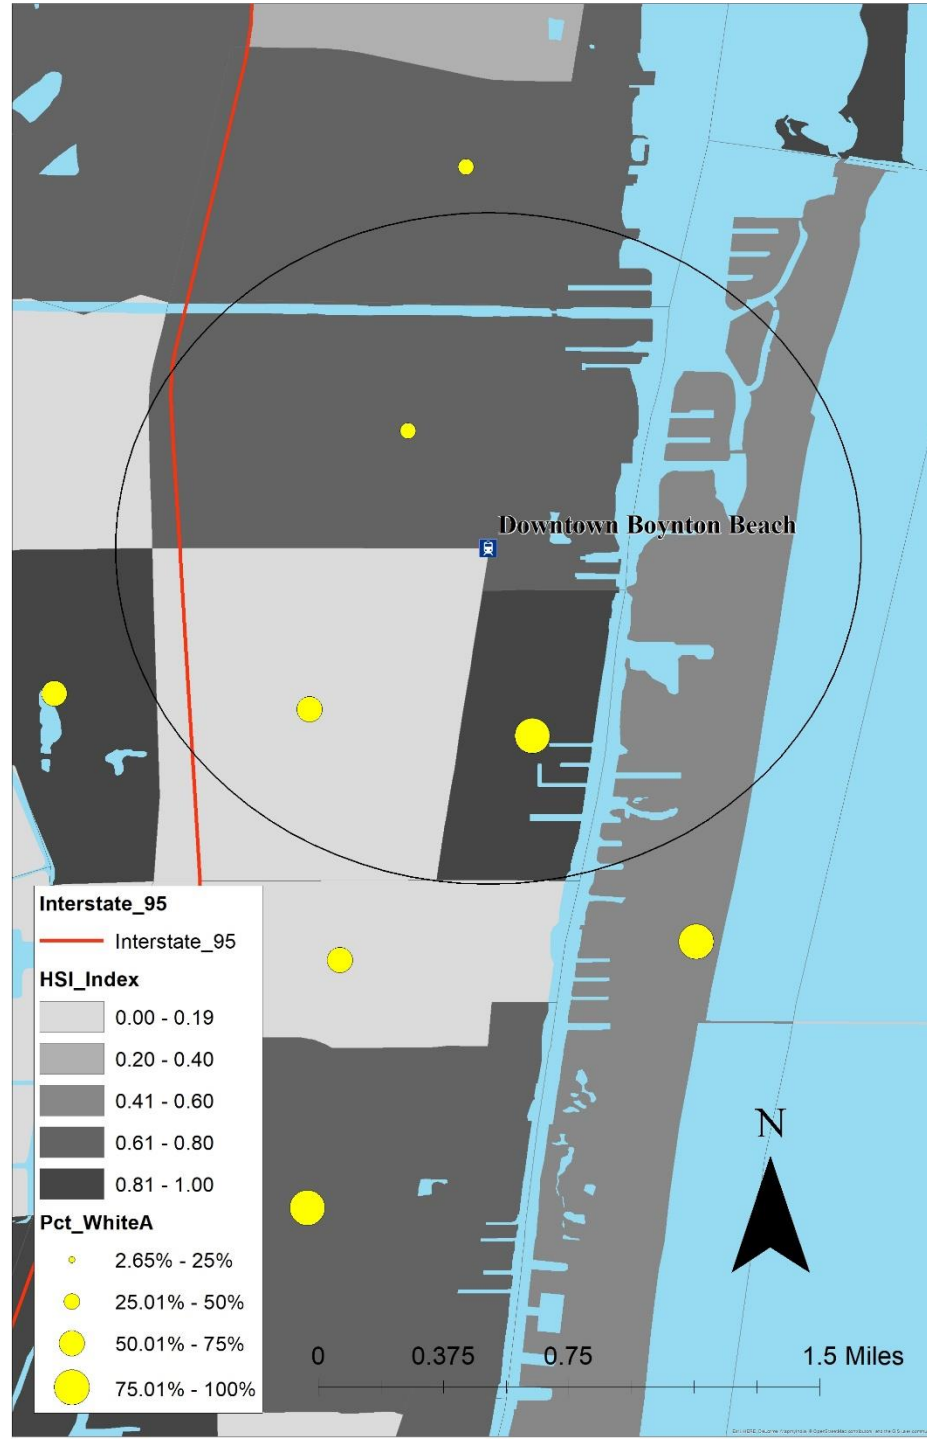 Downtown Boynton Beach
Interstate_95
Interstate_95
HSI_Index
0.00 - 0.19
0.20 - 0.40
0.41 - 0.60
0.61 - 0.80
0.81 - 1.00
Pct_WhiteA
2.65% - 25%
25.01% - 50%
50.01% - 75%
75.01% - 100%
N
0 0.375 0.75 1.5 Miles